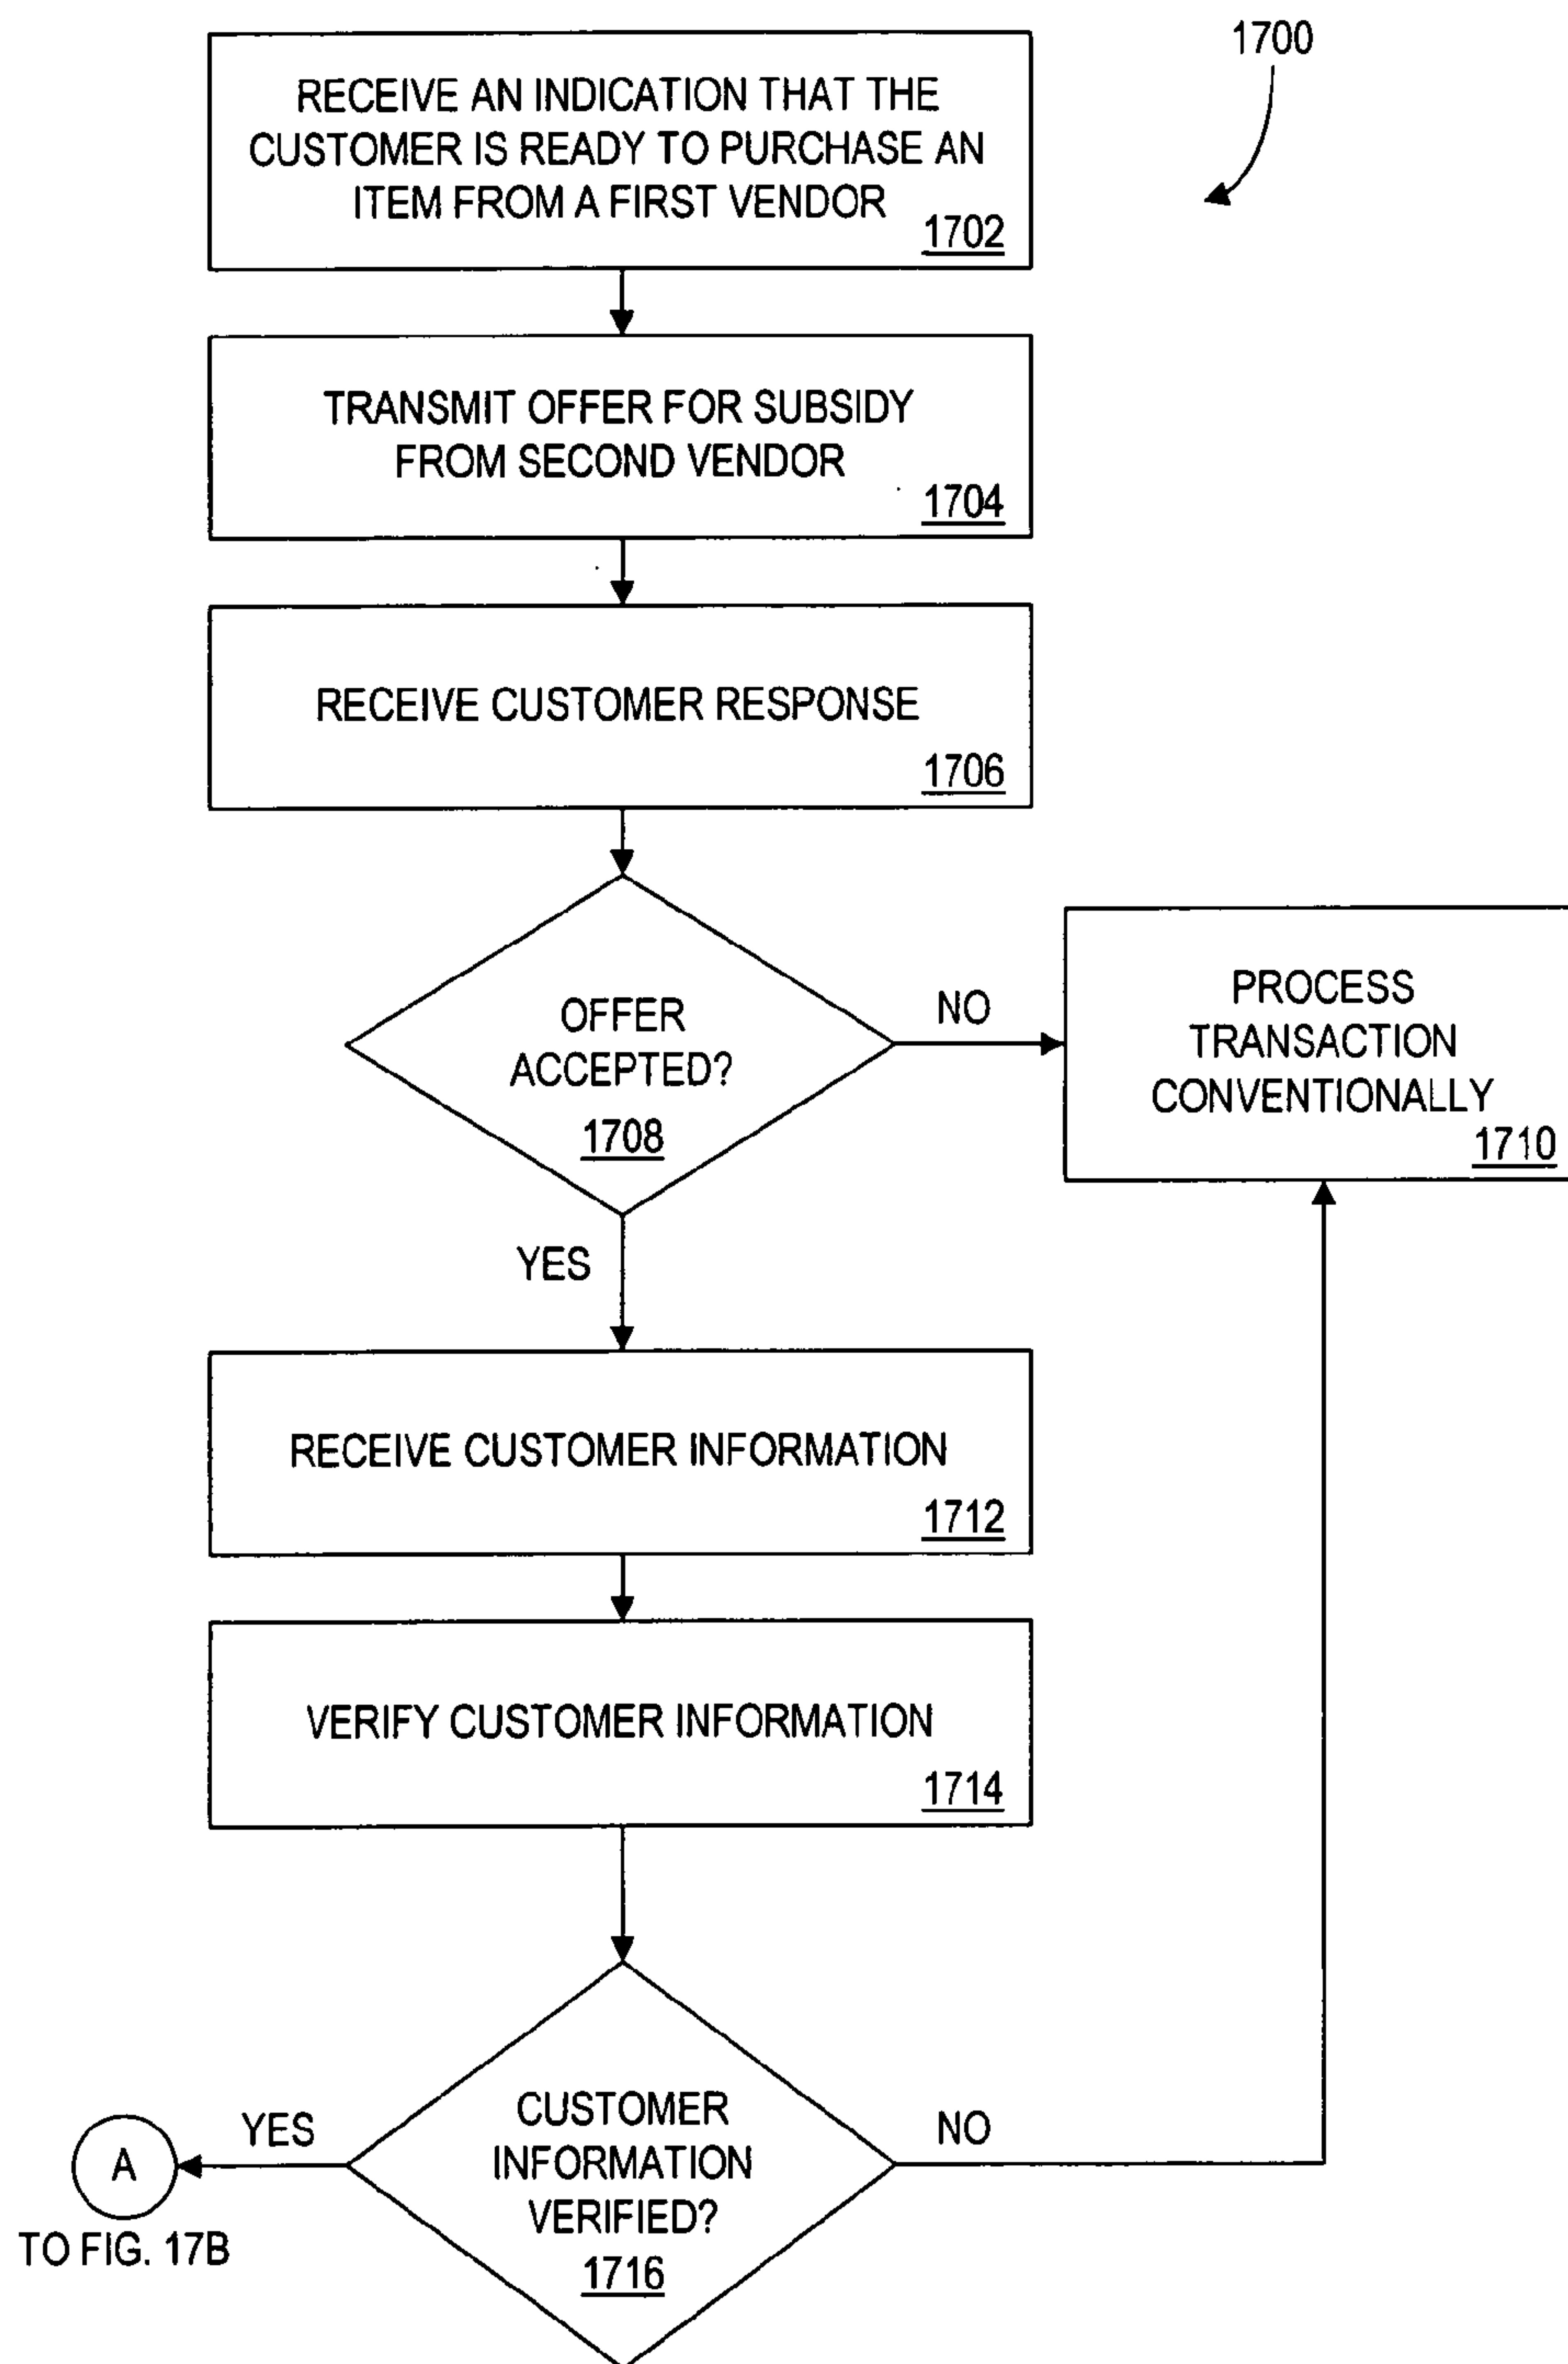 1700
RECEIVE AN INDICATION THAT THE
CUSTOMER IS READY TO PURCHASE AN
ITEM FROM A FIRST VENDOR
1702
TRANSMIT OFFER FOR SUBSIDY
FROM SECOND VENDOR
1704
RECEIVE CUSTOMER RESPONSE
1706
OFFER
ACCEPTED?
1708
NO
PROCESS
TRANSACTION
CONVENTIONALLY
1710
YES
RECEIVE CUSTOMER INFORMATION
1712
VERIFY CUSTOMER INFORMATION
1714
CUSTOMER
INFORMATION
VERIFIED?
1716
NO
YES
A
TO FIG. 17B